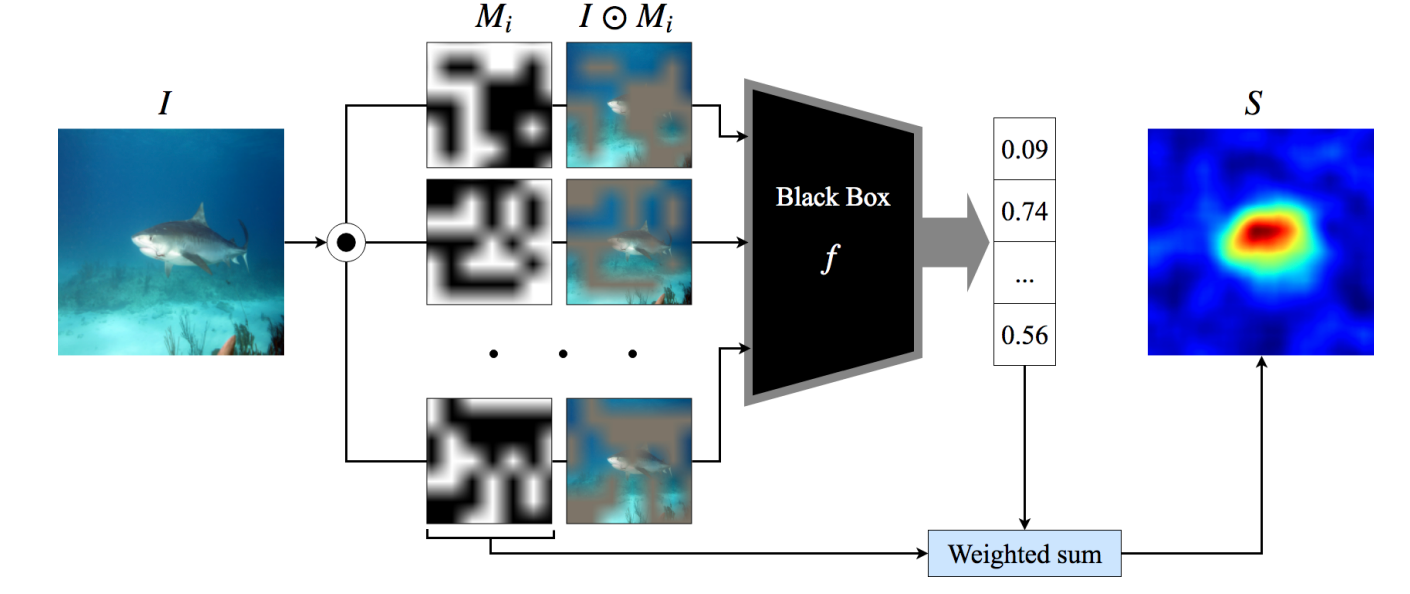 I
M_i
I ⊙ M_i
Black Box
f
0.09
0.74
...
0.56
S
Weighted sum